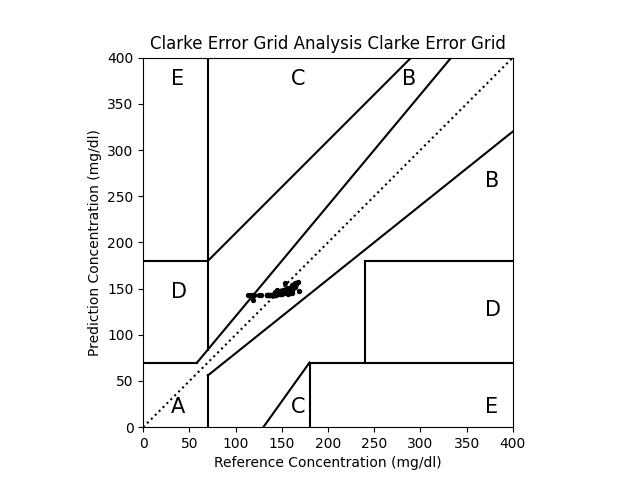 Clarke Error Grid Analysis Clarke Error Grid
400
350
300
250
200
150
100
50
0
Prediction Concentration (mg/dl)
E
C
B
B
D
D
A
C
E
0 50 100 150 200 250 300 350 400
Reference Concentration (mg/dl)